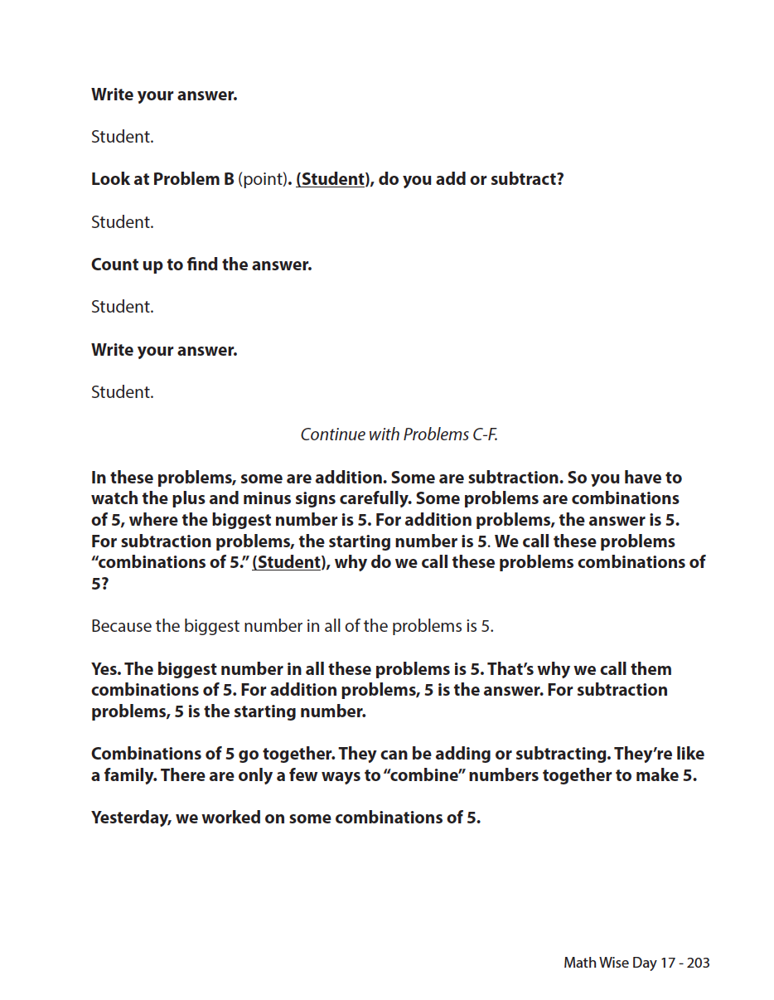 Write your answer.
Student.
Look at Problem B (point). (Student), do you add or subtract?
Student.
Count up to find the answer.
Student.
Write your answer.
Student.
Continue with Problems C-F.
In these problems, some are addition. Some are subtraction. So you have to
watch the plus and minus signs carefully. Some problems are combinations
of 5, where the biggest number is 5. For addition problems, the answer is 5.
For subtraction problems, the starting number is 5. We call these problems
“combinations of 5.” (Student), why do we call these problems combinations of
5?
Because the biggest number in all of the problems is 5.
Yes. The biggest number in all these problems is 5. That’s why we call them
combinations of 5. For addition problems, 5 is the answer. For subtraction
problems, 5 is the starting number.
Combinations of 5 go together. They can be adding or subtracting. They’re like
a family. There are only a few ways to “combine” numbers together to make 5.
Yesterday, we worked on some combinations of 5.
Math Wise Day 17 - 203